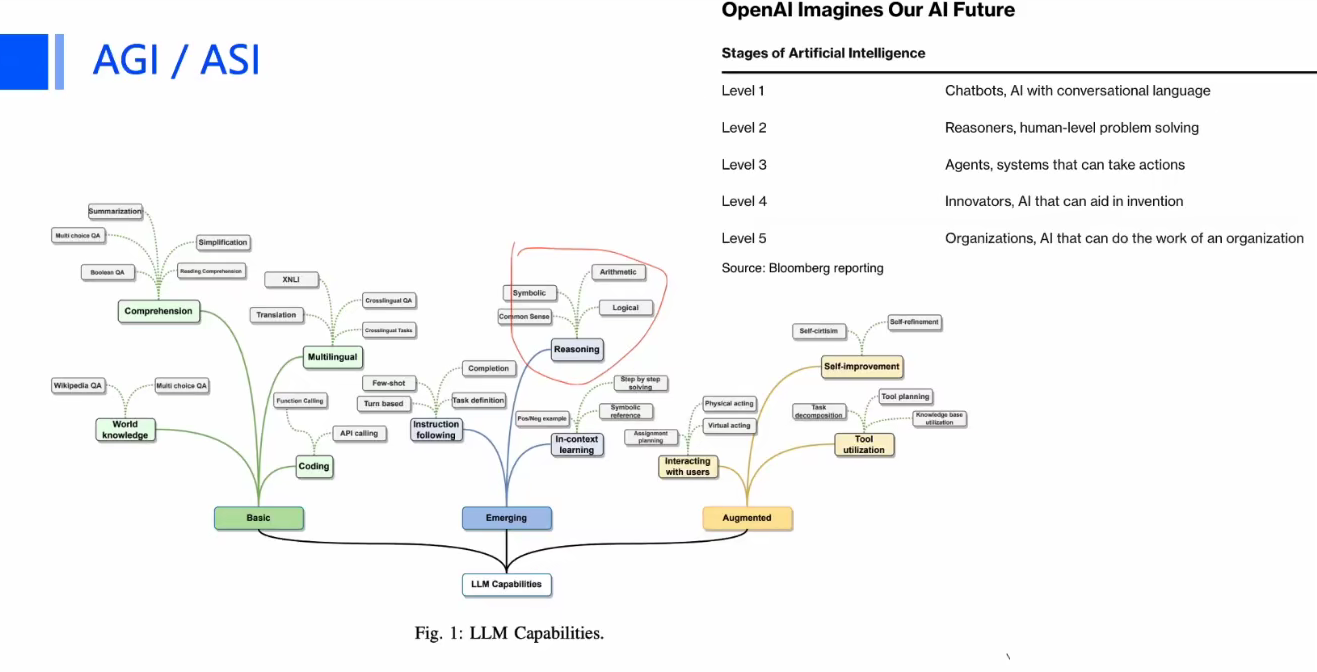 OpenAI Imagines Our AI Future
AGI / ASI
Stages of Artificial Intelligence
Level 1 Chatbots, AI with conversational language
Level 2 Reasoners, human-level problem solving
Level 3 Agents, systems that can take actions
Level 4 Innovators, AI that can aid in invention
Level 5 Organizations, AI that can do the work of an organization
Source: Bloomberg reporting
Summarization
Multi choice QA
Simplification
Boolean QA
Reading Comprehension
Comprehension
XNLI
Translation
Crosslingual QA
Crosslingual Tasks
Multilingual
Wikipedia QA
Multi choice QA
World
knowledge
Function Calling
API calling
Coding
Basic
Arithmetic
Symbolic
Logical
Common Sense
Reasoning
Completion
Few-shot
Turn based
Task definition
Instruction
following
Step by step
solving
Symbolic
reference
Pos/Neg example
In-context
learning
Emerging
Self-cirtisim
Self-refinement
Self-improvement
Physical acting
Virtual acting
Assignment
planning
Interacting
with users
Tool planning
Task
decomposition
Knowledge base
utilization
Tool
utilization
Augmented
LLM Capabilities
Fig. 1: LLM Capabilities.